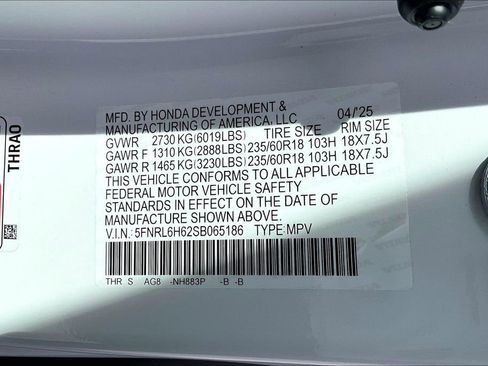 MFD. BY HONDA DEVELOPMENT &
MANUFACTURING OF AMERICA, LLC 04/'25
GVWR 2730 KG(6019LBS) TIRE SIZE RIM SIZE
GAWR F 1310 KG(2888LBS) 235/60R18 103H 18X7.5J
GAWR R 1465 KG(3230LBS) 235/60R18 103H 18X7.5J
THIS VEHICLE CONFORMS TO ALL APPLICABLE
FEDERAL MOTOR VEHICLE SAFETY
STANDARDS IN EFFECT ON THE DATE OF
MANUFACTURE SHOWN ABOVE.
V.I.N.: 5FNRL6H62SB065186 TYPE: MPV
THR S AG8 -NH883P -B -B
THRAO